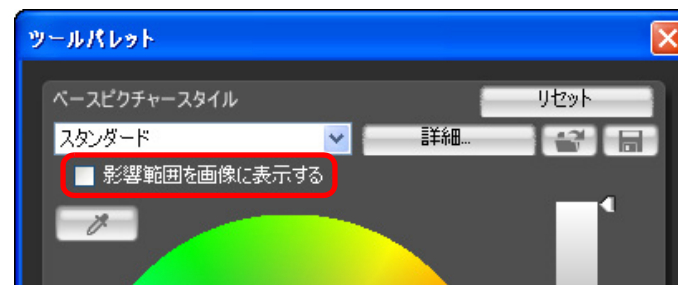 ツールパレット
ベースピクチャースタイル
リセット
スタンダード
詳細...
影響範囲を画像に表示する